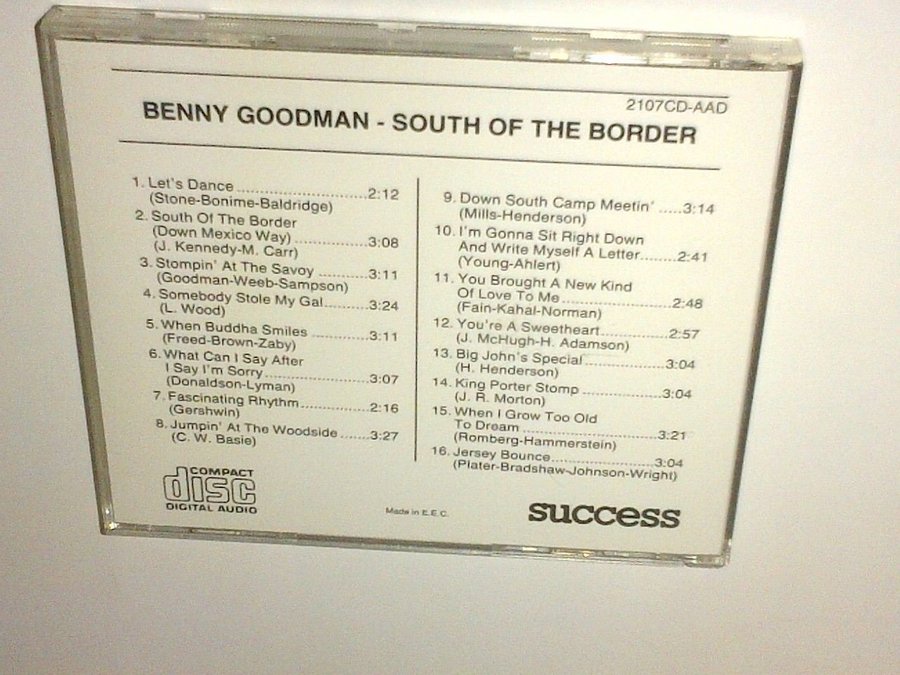 2107CD-AAD
BENNY GOODMAN - SOUTH OF THE BORDER
1. Let's Dance ........................2:12
(Stone-Bonime-Baldridge)
2. South Of The Border
(Down Mexico Way) ..............3:08
(J. Kennedy-M. Carr)
3. Stompin' At The Savoy ..........3:11
(Goodman-Weeb-Sampson)
4. Somebody Stole My Gal.........3:24
(L. Wood)
5. When Buddha Smiles ...........3:11
(Freed-Brown-Zaby)
6. What Can I Say After
I Say I'm Sorry.....................3:07
(Donaldson-Lyman)
7. Fascinating Rhythm..............2:16
(Gershwin)
8. Jumpin' At The Woodside ......3:27
(C. W. Basie)
9. Down South Camp Meetin' .....3:14
(Mills-Henderson)
10. I'm Gonna Sit Right Down
And Write Myself A Letter........2:41
(Young-Ahlert)
11. You Brought A New Kind
Of Love To Me .....................2:48
(Fain-Kahal-Norman)
12. You're A Sweetheart..............2:57
(J. McHugh-H. Adamson)
13. Big John's Special.................3:04
(H. Henderson)
14. King Porter Stomp ................3:04
(J. R. Morton)
15. When I Grow Too Old
To Dream ...........................3:21
(Romberg-Hammerstein)
16. Jersey Bounce.....................3:04
(Plater-Bradshaw-Johnson-Wright)
COMPACT
disc
DIGITAL AUDIO
Made in E.E.C.
success